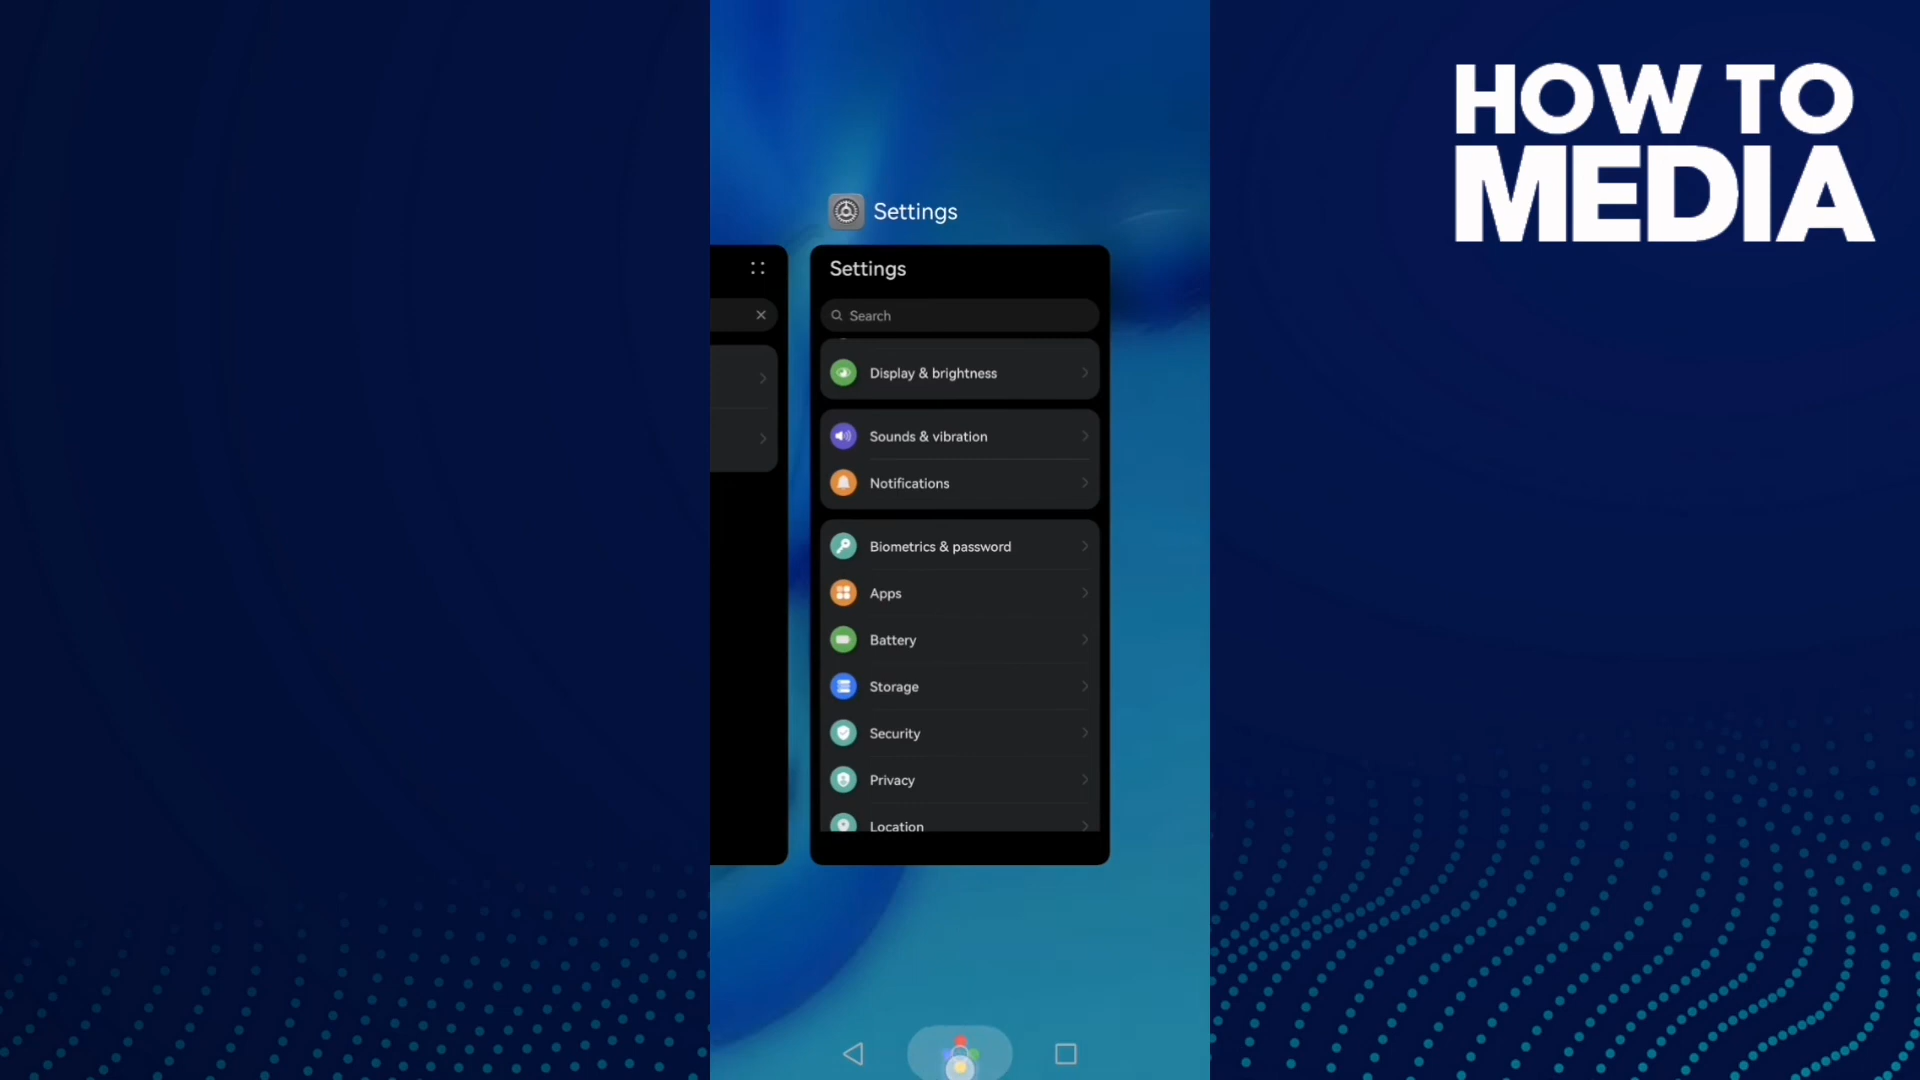 HOW TO
MEDIA
Settings
Settings
Search
Display & brightness
Sounds & vibration
Notifications
Biometrics & password
Apps
Battery
Storage
Security
Privacy
Location